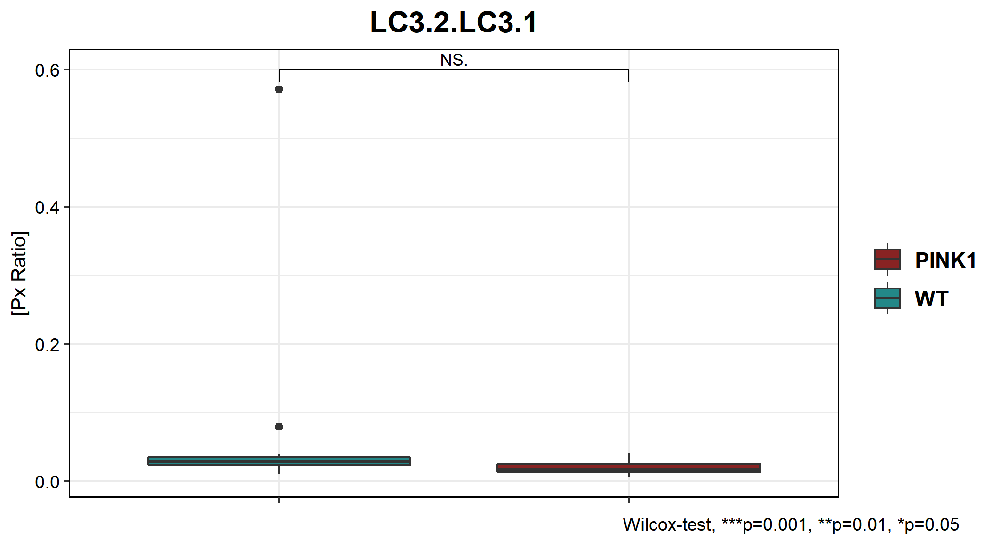 LC3.2.LC3.1
NS.
0.6
0.4
0.2
0.0
[Px Ratio]
PINK1
WT
Wilcox-test, ***p=0.001, **p=0.01, *p=0.05